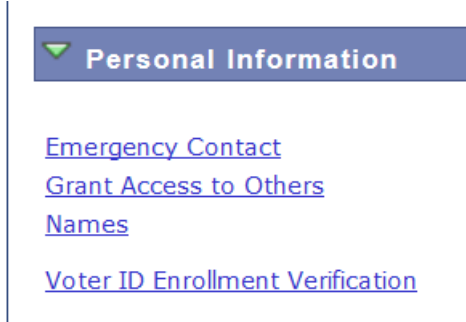 Personal Information
Emergency Contact
Grant Access to Others
Names
Voter ID Enrollment Verification